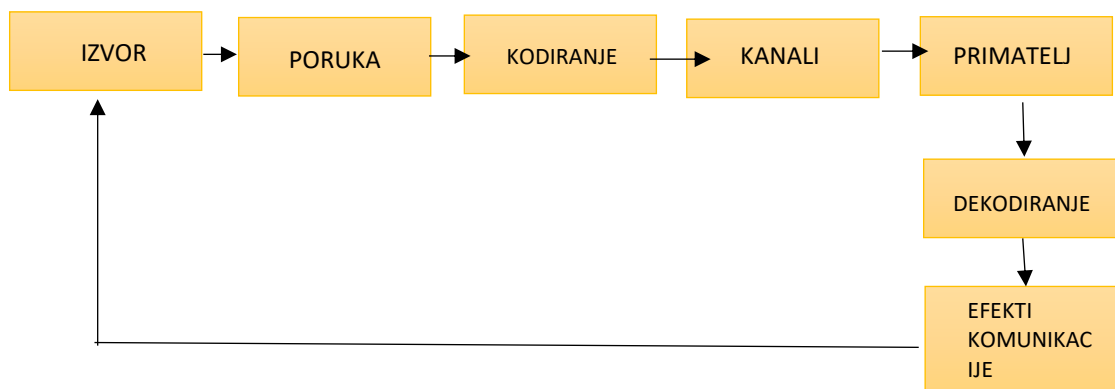 IZVOR
PORUKA
KODIRANJE
KANALI
PRIMATELJ
DEKODIRANJE
EFEKTI
KOMUNIKAC
IJE